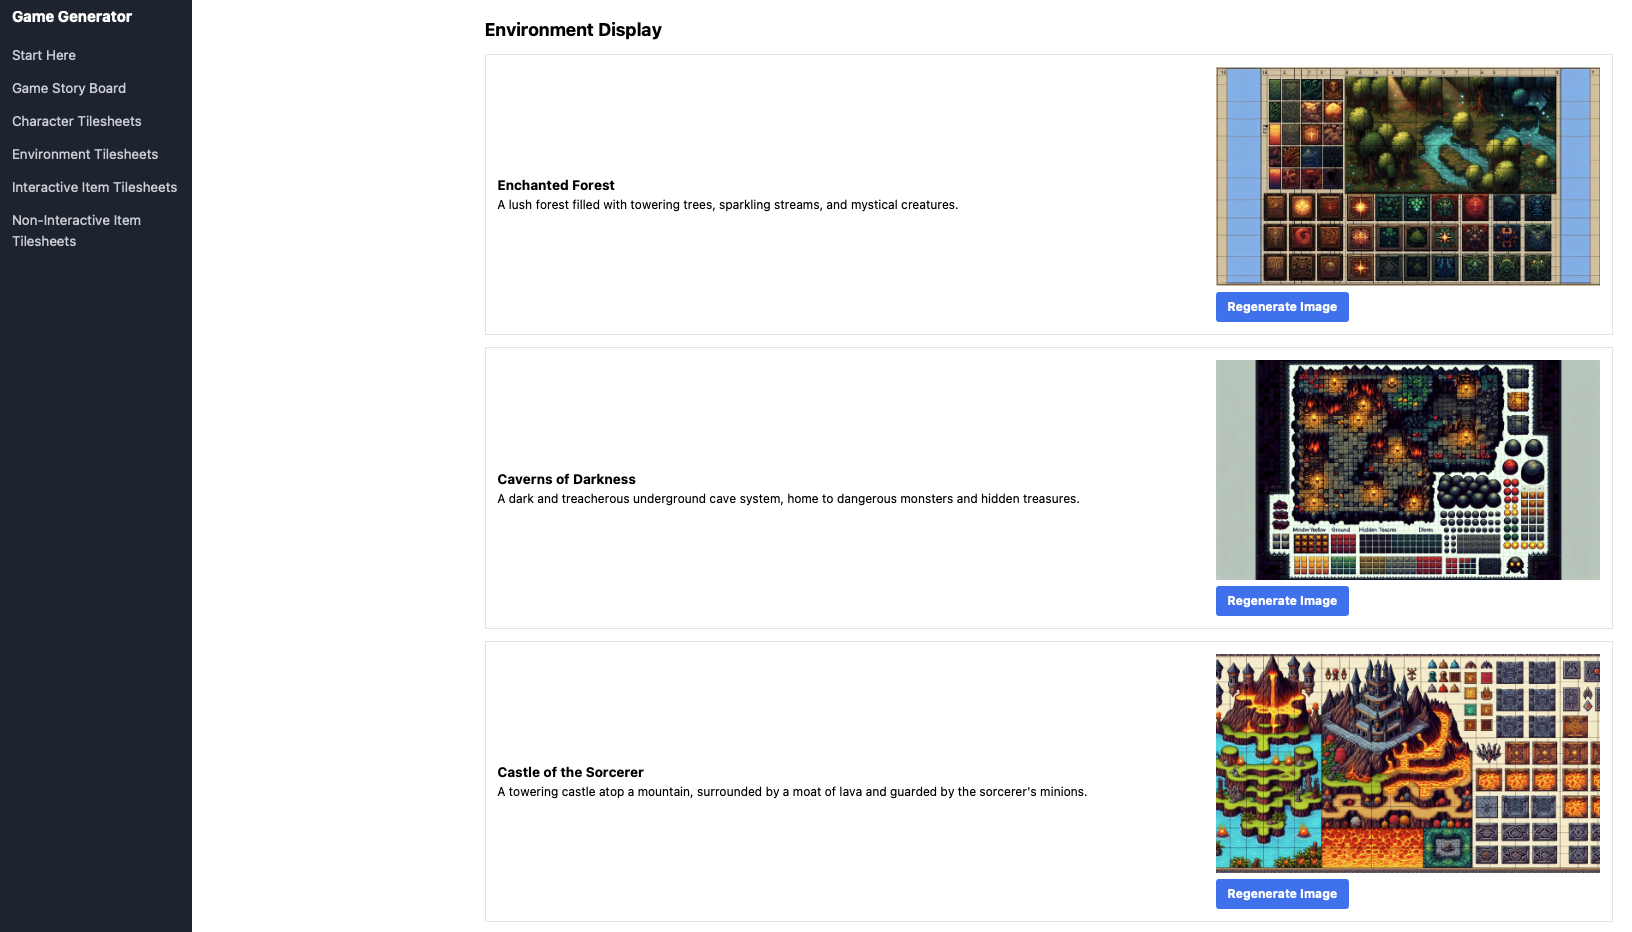 Game Generator
Start Here
Game Story Board
Character Tilesheets
Environment Tilesheets
Interactive Item Tilesheets
Non-Interactive Item
Tilesheets
Environment Display
Enchanted Forest
A lush forest filled with towering trees, sparkling streams, and mystical creatures.
Regenerate Image
Caverns of Darkness
A dark and treacherous underground cave system, home to dangerous monsters and hidden treasures.
Ground
Hidden
Regenerate Image
Castle of the Sorcerer
A towering castle atop a mountain, surrounded by a moat of lava and guarded by the sorcerer's minions.
Regenerate Image